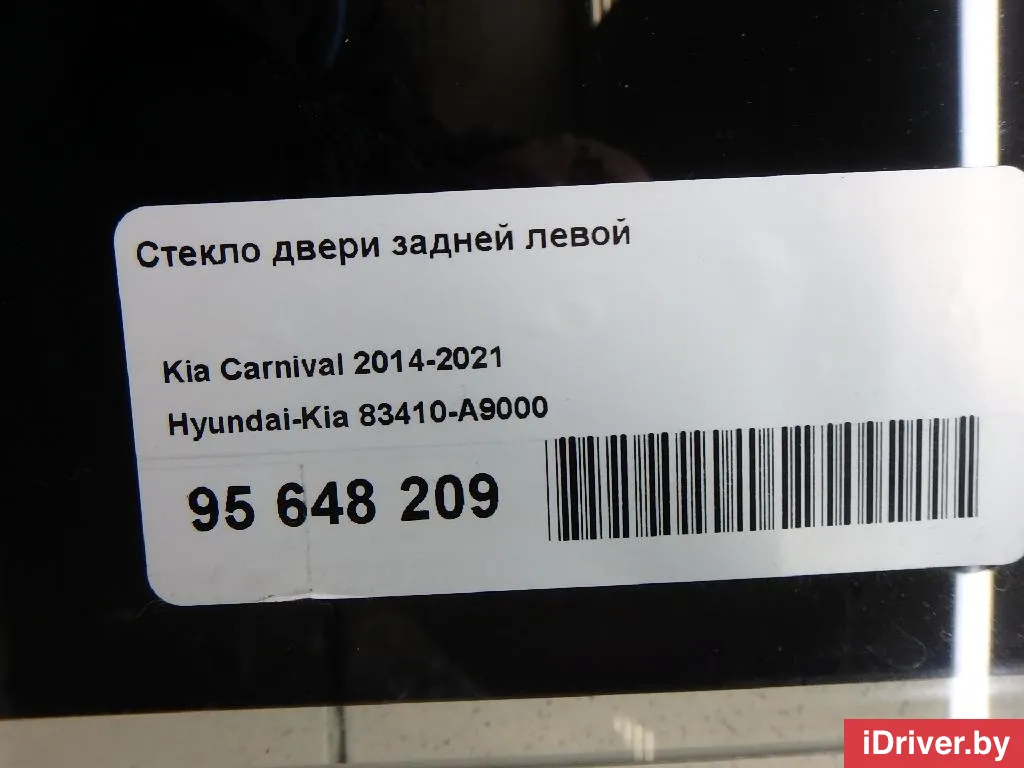 Стекло двери задней левой
Kia Carnival 2014-2021
Hyundai-Kia 83410-A9000
95 648 209
iDriver.by